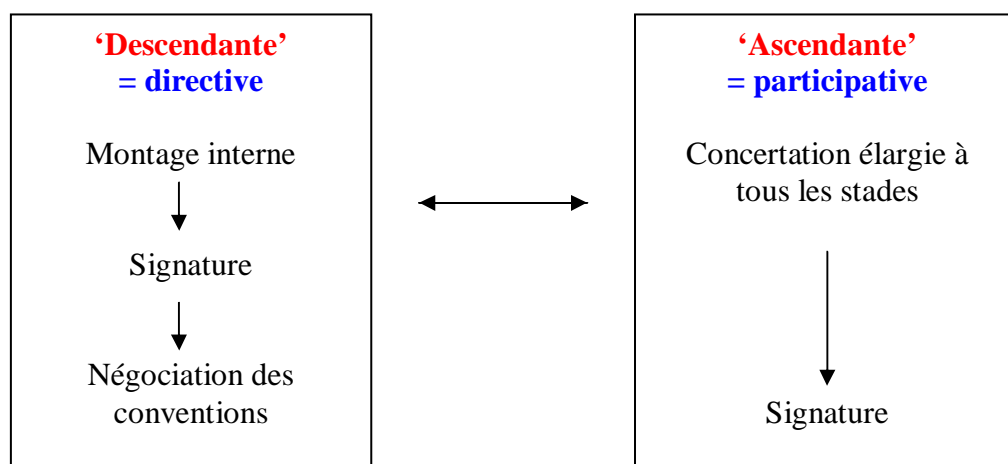 ‘Descendante’
= directive
Montage interne
Signature
Négociation des
conventions
‘Ascendante’
= participative
Concertation élargie à
tous les stades
Signature